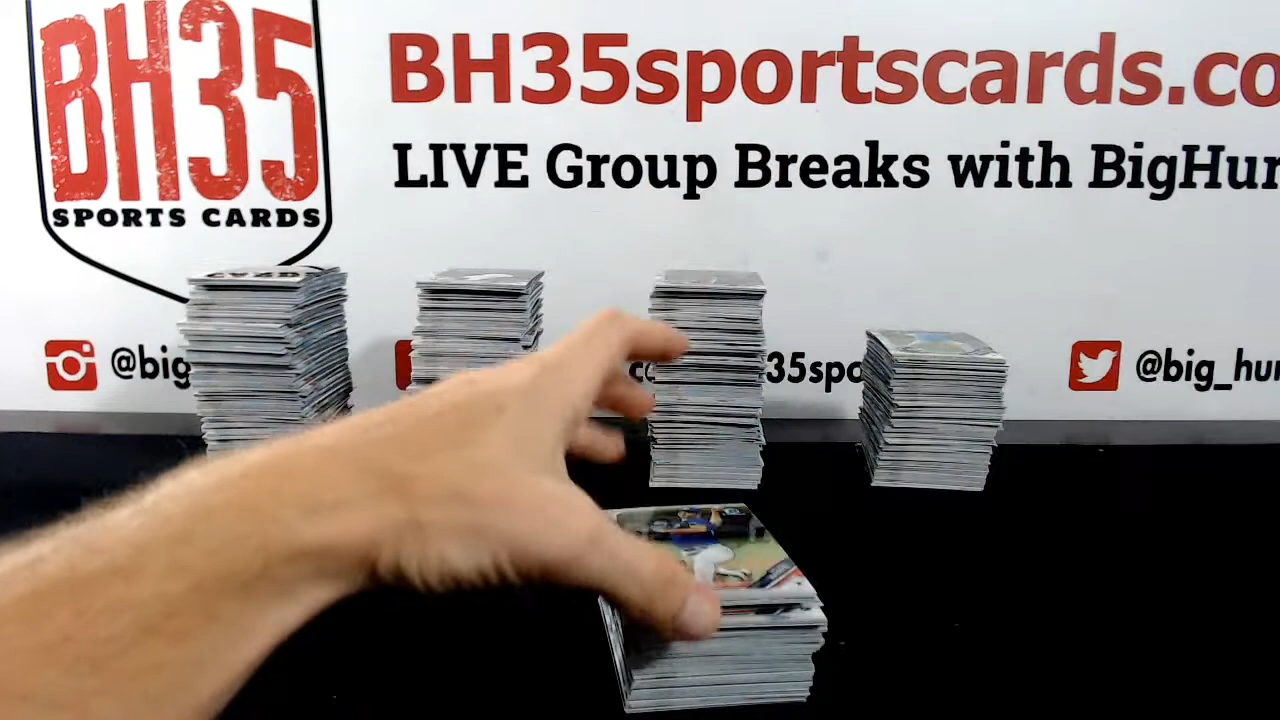 BH35
SPORTS CARDS
BH35sportscards.co
LIVE Group Breaks with BigHur
@big
35spo
@big_hur